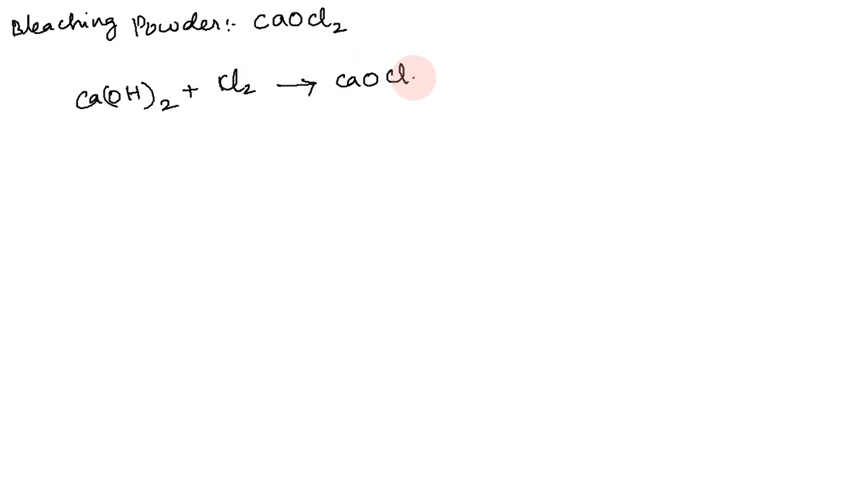 Bleaching Powder:- CaOCl2
Ca(OH)2 + Cl2 → CaOCl